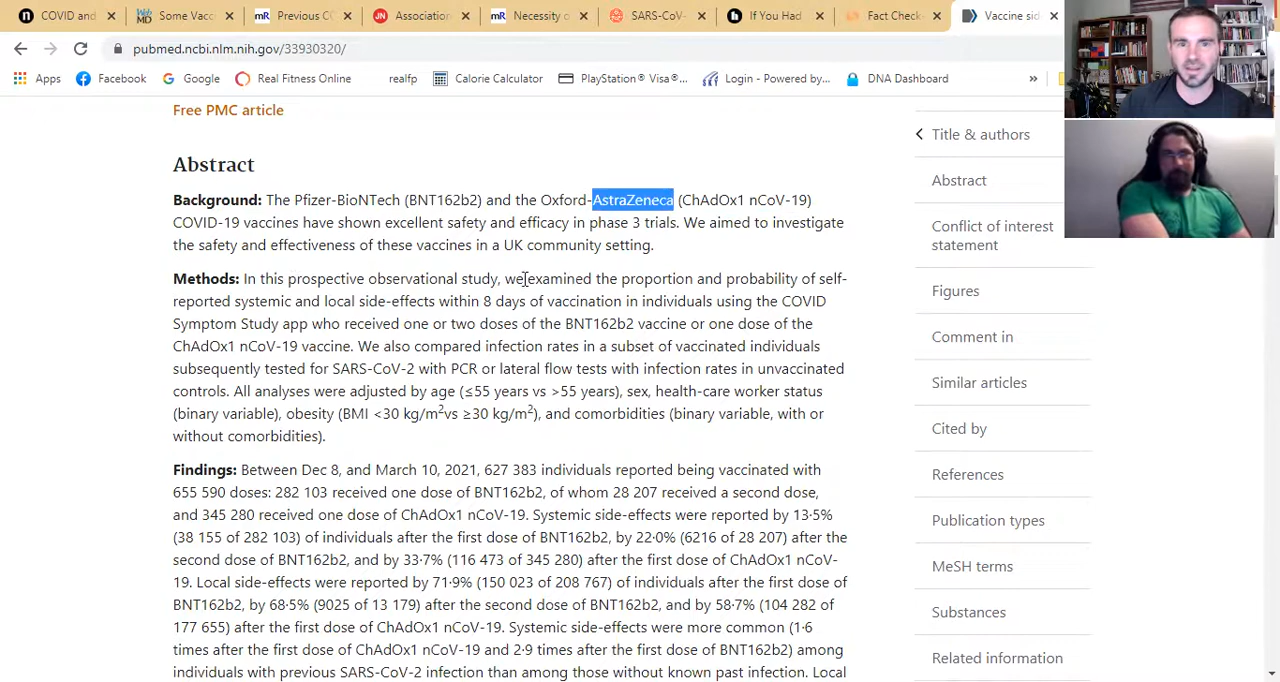 COVID and
Some Vacc
Previous C
Association
Necessity o
SARS-CoV-
If You Had
Fact Check-
Vaccine sid
pubmed.ncbi.nlm.nih.gov/33930320/
Apps
Facebook
Google
Real Fitness Online
realfp
Calorie Calculator
PlayStation® Visa®...
Login - Powered by...
DNA Dashboard
»
Free PMC article
Abstract
Background: The Pfizer-BioNTech (BNT162b2) and the Oxford-AstraZeneca (ChAdOx1 nCoV-19)
COVID-19 vaccines have shown excellent safety and efficacy in phase 3 trials. We aimed to investigate
the safety and effectiveness of these vaccines in a UK community setting.
Methods: In this prospective observational study, we examined the proportion and probability of self-
reported systemic and local side-effects within 8 days of vaccination in individuals using the COVID
Symptom Study app who received one or two doses of the BNT162b2 vaccine or one dose of the
ChAdOx1 nCoV-19 vaccine. We also compared infection rates in a subset of vaccinated individuals
subsequently tested for SARS-CoV-2 with PCR or lateral flow tests with infection rates in unvaccinated
controls. All analyses were adjusted by age (≤55 years vs >55 years), sex, health-care worker status
(binary variable), obesity (BMI <30 kg/m²vs ≥30 kg/m²), and comorbidities (binary variable, with or
without comorbidities).
Findings: Between Dec 8, and March 10, 2021, 627 383 individuals reported being vaccinated with
655 590 doses: 282 103 received one dose of BNT162b2, of whom 28 207 received a second dose,
and 345 280 received one dose of ChAdOx1 nCoV-19. Systemic side-effects were reported by 13·5%
(38 155 of 282 103) of individuals after the first dose of BNT162b2, by 22·0% (6216 of 28 207) after the
second dose of BNT162b2, and by 33·7% (116 473 of 345 280) after the first dose of ChAdOx1 nCoV-
19. Local side-effects were reported by 71·9% (150 023 of 208 767) of individuals after the first dose of
BNT162b2, by 68·5% (9025 of 13 179) after the second dose of BNT162b2, and by 58·7% (104 282 of
177 655) after the first dose of ChAdOx1 nCoV-19. Systemic side-effects were more common (1·6
times after the first dose of ChAdOx1 nCoV-19 and 2·9 times after the first dose of BNT162b2) among
individuals with previous SARS-CoV-2 infection than among those without known past infection. Local
Title & authors
Abstract
Conflict of interest
statement
Figures
Comment in
Similar articles
Cited by
References
Publication types
MeSH terms
Substances
Related information